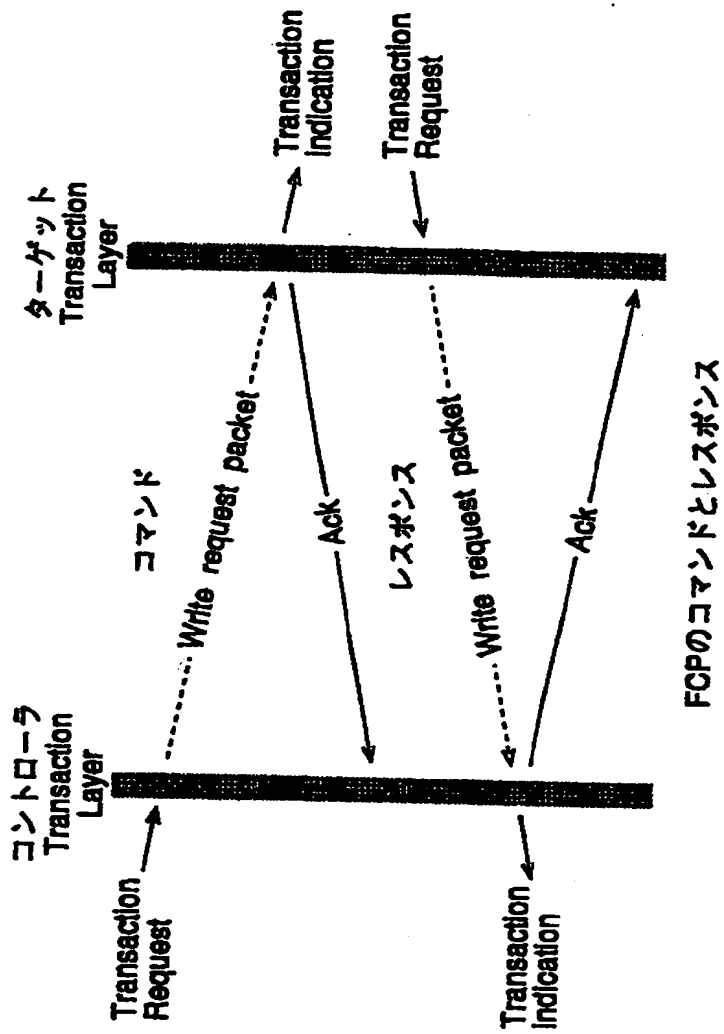 コントローラ
Transaction
Layer
ターゲット
Transaction
Layer
Transaction
Request
コマンド
Write request packet
Transaction
Indication
Ack
Transaction
Request
レスポンス
Write request packet
Transaction
Indication
Ack
FCPのコマンドとレスポンス